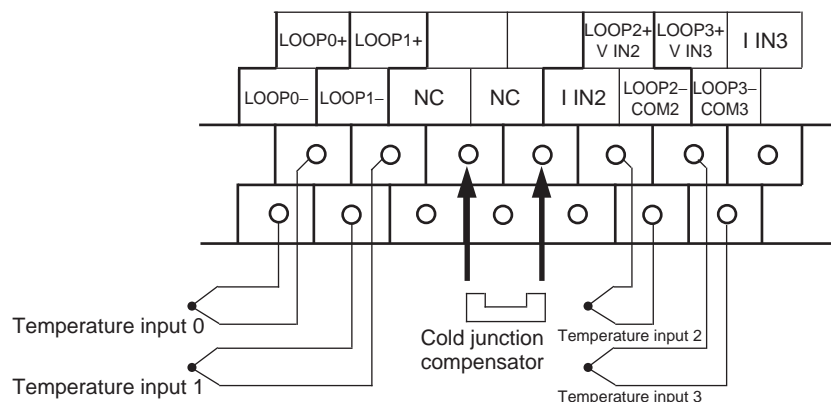 LOOP0+ LOOP1+ LOOP2+ LOOP3+ I IN3
V IN2 V IN3
LOOP0– LOOP1– NC NC I IN2 LOOP2– LOOP3–
COM2 COM3
Temperature input 0
Cold junction
compensator
Temperature input 2
Temperature input 1
Temperature input 3